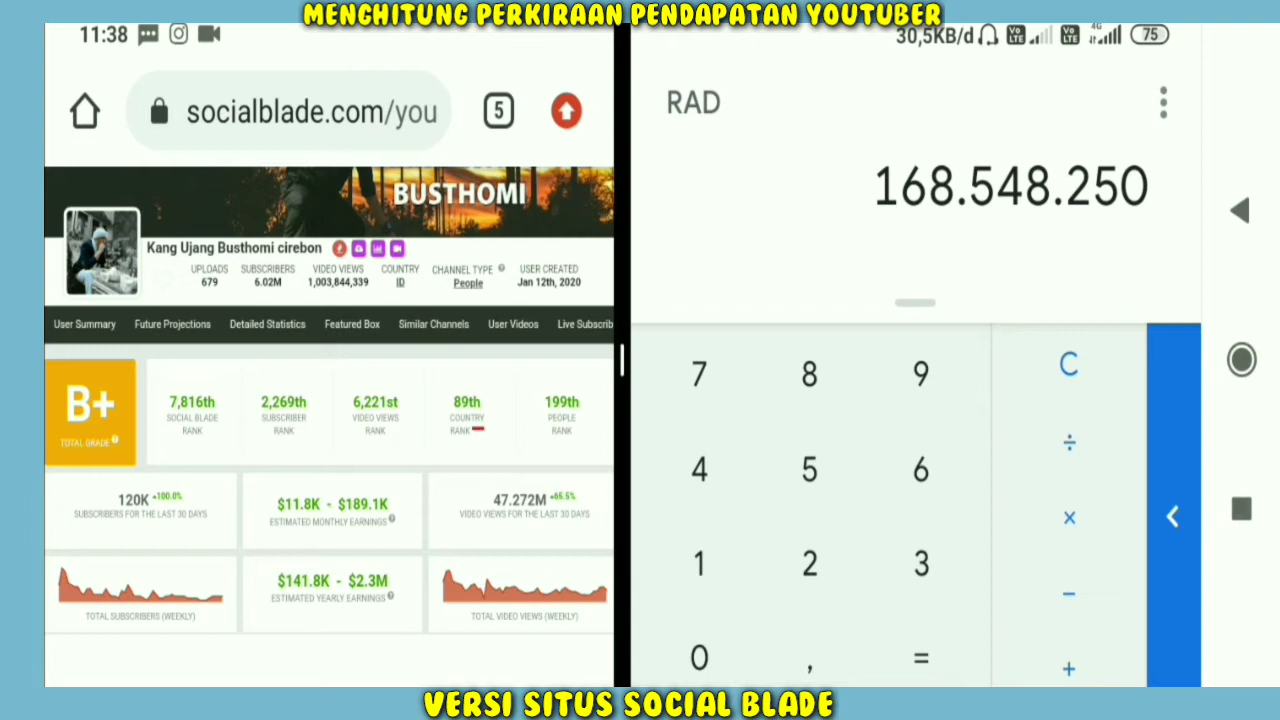 MENGHITUNG PERKIRAAN PENDAPATAN YOUTUBER
11:38
30,5KB/d
Vo LTE
Vo LTE
4G
75
socialblade.com/you
5
BUSTHOMI
Kang Ujang Busthomi cirebon
UPLOADS SUBSCRIBERS VIDEO VIEWS COUNTRY CHANNEL TYPE USER CREATED
679 6.02M 1,003,844,339 ID People Jan 12th, 2020
User Summary Future Projections Detailed Statistics Featured Box Similar Channels User Videos Live Subscrib
B+
TOTAL GRADE
7,816th 2,269th 6,221st 89th 199th
SOCIAL BLADE RANK SUBSCRIBER RANK VIDEO VIEWS RANK COUNTRY RANK PEOPLE RANK
120K +100.0%
SUBSCRIBERS FOR THE LAST 30 DAYS
$11.8K - $189.1K
ESTIMATED MONTHLY EARNINGS
47.272M
VIDEO VIEWS FOR THE LAST 30 DAYS
TOTAL SUBSCRIBERS (WEEKLY)
$141.8K - $2.3M
ESTIMATED YEARLY EARNINGS
TOTAL VIDEO VIEWS (WEEKLY)
RAD
168.548.250
7 8 9 C
÷
4 5 6
×
1 2 3
−
0 , = +
VERSI SITUS SOCIAL BLADE